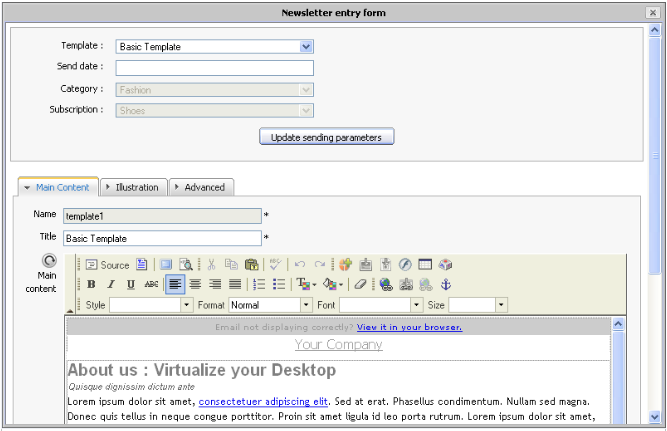 Newsletter entry form
Template : Basic Template
Send date :
Category : Fashion
Subscription : Shoes
Update sending parameters
Main Content Illustration Advanced
Name template1 *
Title Basic Template *
Main content
Source
B I U ABC
Style Format Normal Font Size
Email not displaying correctly? View it in your browser.
Your Company
About us : Virtualize your Desktop
Quisque dignissim dictum ante
Lorem ipsum dolor sit amet, consectetuer adipiscing elit. Sed at erat. Phasellus condimentum. Nullam sed magna.
Donec quis tellus in neque congue porttitor. Proin sit amet ligula id leo porta rutrum. Lorem ipsum dolor sit amet,